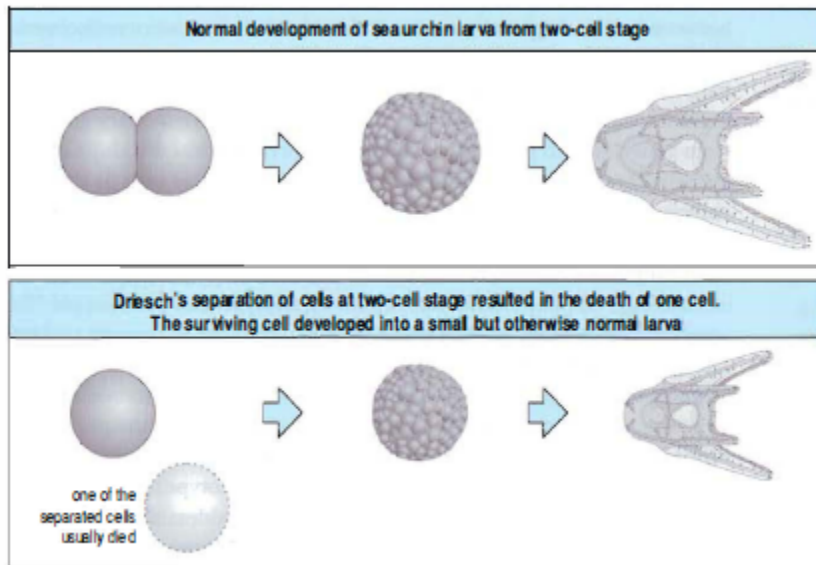 Normal development of sea urchin larva from two-cell stage
Driesch's separation of cells at two-cell stage resulted in the death of one cell.
The surviving cell developed into a small but otherwise normal larva
one of the
separated cells
usually died